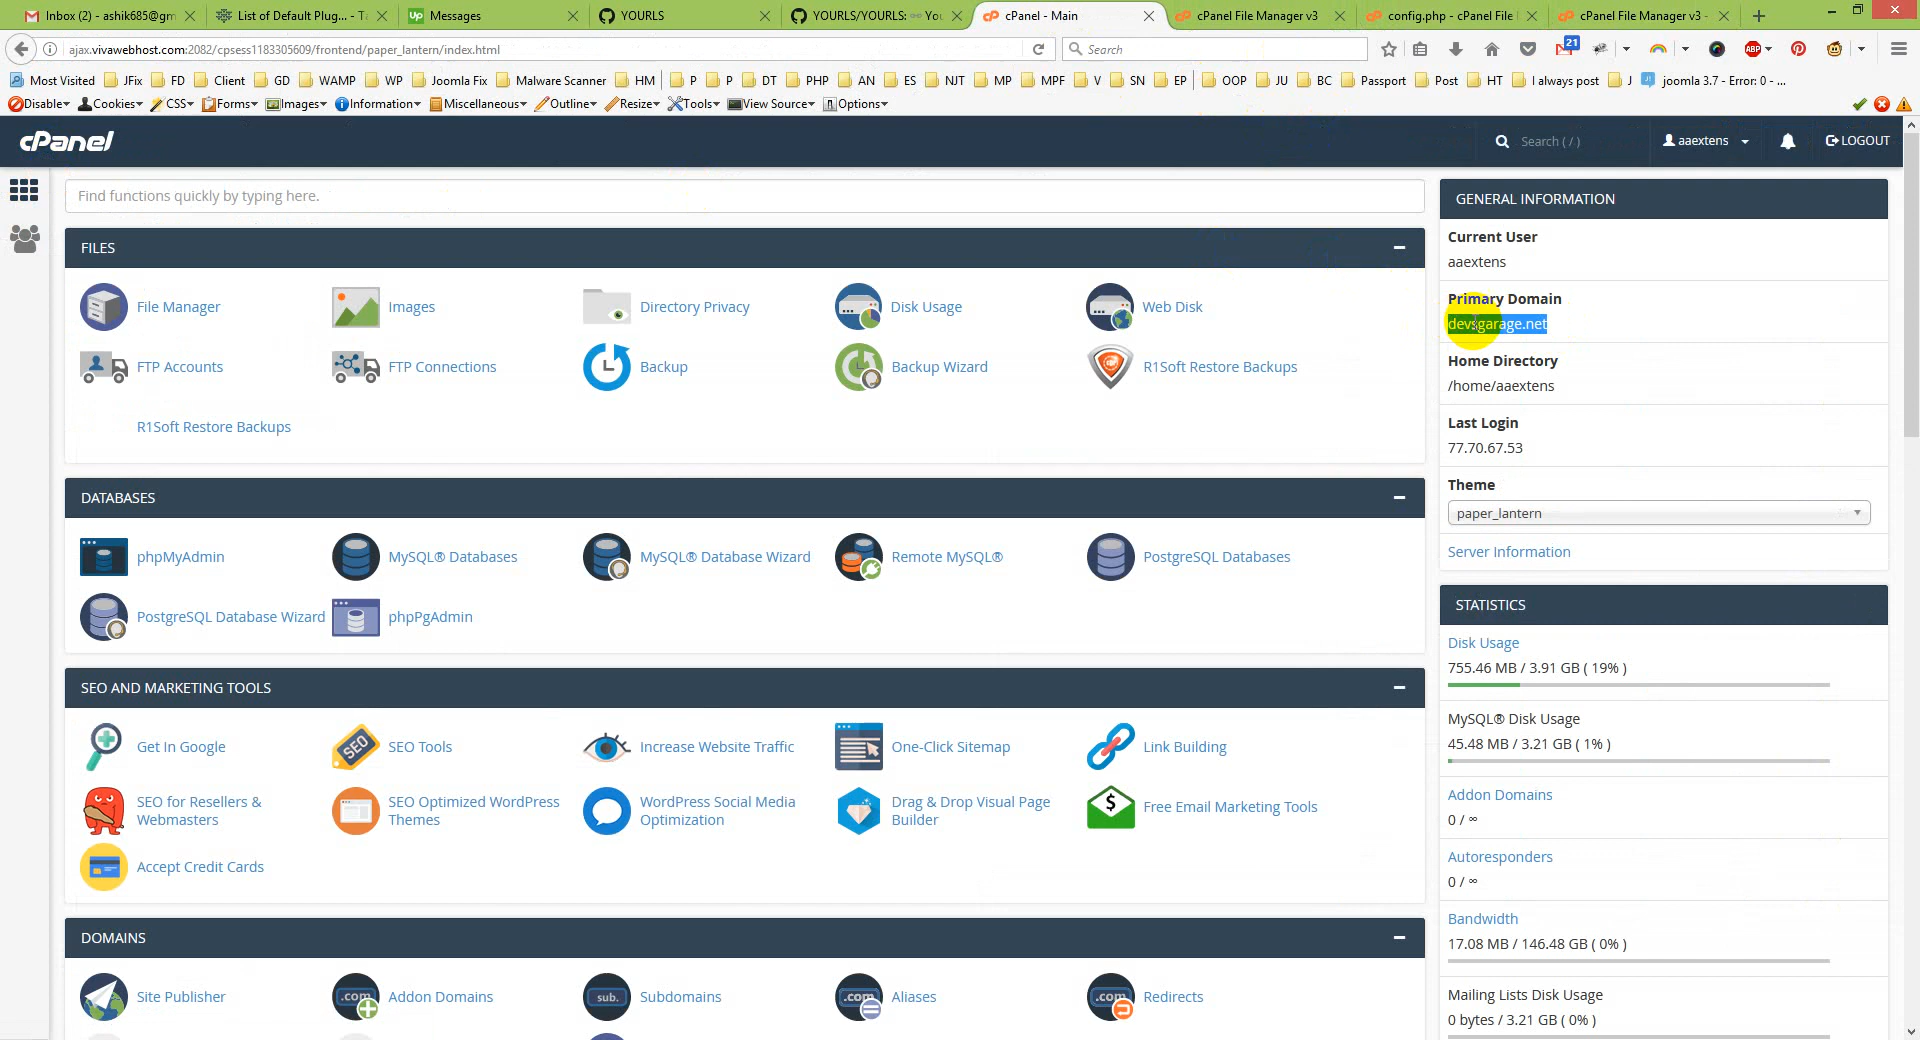 Inbox (2) - ashik685@gm
List of Default Plug... - Ta
Up Messages
YOURLS
YOURLS/YOURLS: You
cP cPanel - Main
cP cPanel File Manager v3
cP config.php - cPanel File
cP cPanel File Manager v3 -
ajax.vivawebhost.com:2082/cpsess1183305609/frontend/paper_lantern/index.html
Search
21
ABP
Most Visited JFix FD Client GD WAMP WP Joomla Fix Malware Scanner HM P P DT PHP AN ES NJT MP MPF V SN EP OOP JU BC Passport Post HT I always post J joomla 3.7 - Error: 0 - ...
Disable Cookies CSS Forms Images Information Miscellaneous Outline Resize Tools View Source Options
cPanel
Search ( / )
aaextens
LOGOUT
Find functions quickly by typing here.
FILES
File Manager
Images
Directory Privacy
Disk Usage
Web Disk
FTP Accounts
FTP Connections
Backup
Backup Wizard
R1Soft Restore Backups
R1Soft Restore Backups
DATABASES
phpMyAdmin
MySQL® Databases
MySQL® Database Wizard
Remote MySQL®
PostgreSQL Databases
PostgreSQL Database Wizard
phpPgAdmin
SEO AND MARKETING TOOLS
Get In Google
SEO
SEO Tools
Increase Website Traffic
One-Click Sitemap
Link Building
SEO for Resellers &
Webmasters
SEO Optimized WordPress
Themes
WordPress Social Media
Optimization
Drag & Drop Visual Page
Builder
$
Free Email Marketing Tools
Accept Credit Cards
DOMAINS
Site Publisher
.com
Addon Domains
sub.
Subdomains
.com
Aliases
.com
Redirects
GENERAL INFORMATION
Current User
aaextens
Primary Domain
devsgarage.net
Home Directory
/home/aaextens
Last Login
77.70.67.53
Theme
paper_lantern
Server Information
STATISTICS
Disk Usage
755.46 MB / 3.91 GB ( 19% )
MySQL® Disk Usage
45.48 MB / 3.21 GB ( 1% )
Addon Domains
0 / ∞
Autoresponders
0 / ∞
Bandwidth
17.08 MB / 146.48 GB ( 0% )
Mailing Lists Disk Usage
0 bytes / 3.21 GB ( 0% )